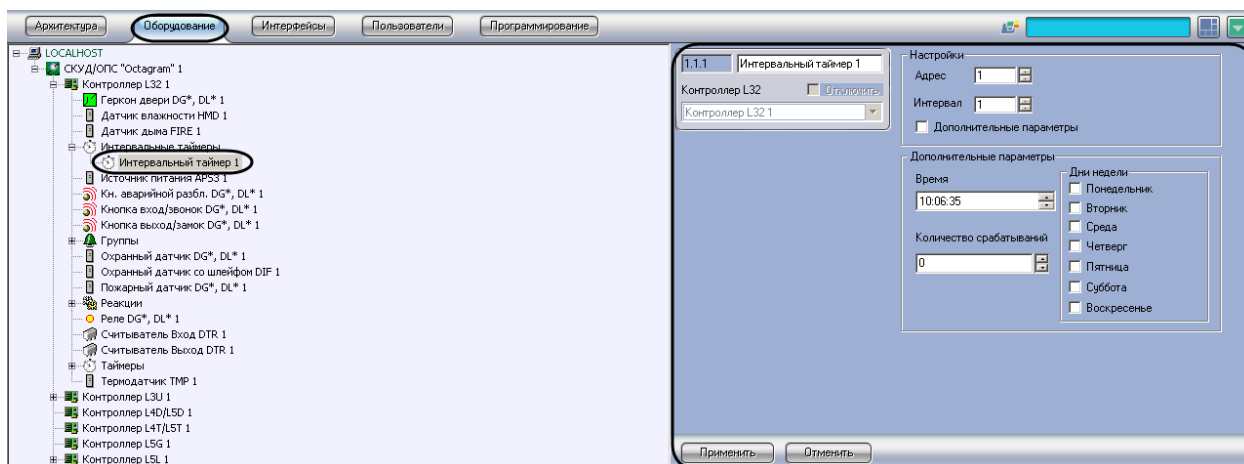 Архитектура
Оборудование
Интерфейсы
Пользователи
Программирование
LOCALHOST
СКУД/ОПС "Octagram" 1
Контроллер L32 1
Геркон двери DG*, DL* 1
Датчик влажности HMD 1
Датчик дыма FIRE 1
Интервальные таймеры
Интервальный таймер 1
Источник питания APS3 1
Кн. аварийной разбл. DG*, DL* 1
Кнопка вход/звонок DG*, DL* 1
Кнопка выход/замок DG*, DL* 1
Группы
Охранный датчик DG*, DL* 1
Охранный датчик со шлейфом DIF 1
Пожарный датчик DG*, DL* 1
Реакции
Реле DG*, DL* 1
Считыватель Вход DTR 1
Считыватель Выход DTR 1
Таймеры
Термодатчик TMP 1
Контроллер L3U 1
Контроллер L4D/L5D 1
Контроллер L4T/L5T 1
Контроллер L5G 1
Контроллер L5L 1
1.1.1 Интервальный таймер 1
Контроллер L32 Отключить
Контроллер L32 1
Настройки
Адрес 1
Интервал 1
Дополнительные параметры
Дополнительные параметры
Время
10:06:35
Количество срабатываний
0
Дни недели
Понедельник
Вторник
Среда
Четверг
Пятница
Суббота
Воскресенье
Применить
Отменить